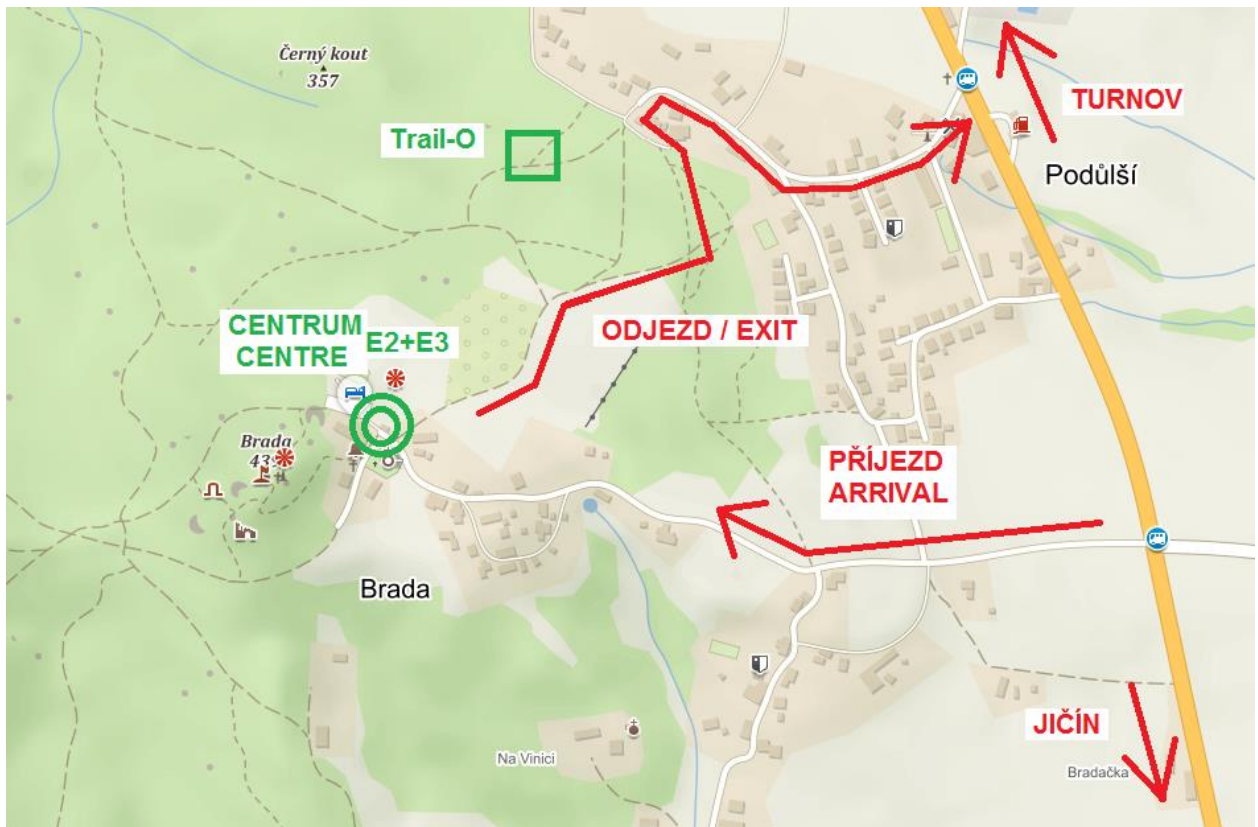 Černý kout
357
TURNOV
Trail-O
Podůlší
CENTRUM
CENTRE
E2+E3
ODJEZD / EXIT
Brada
PŘÍJEZD
ARRIVAL
Brada
JIČÍN
Na Vinici
Bradačka